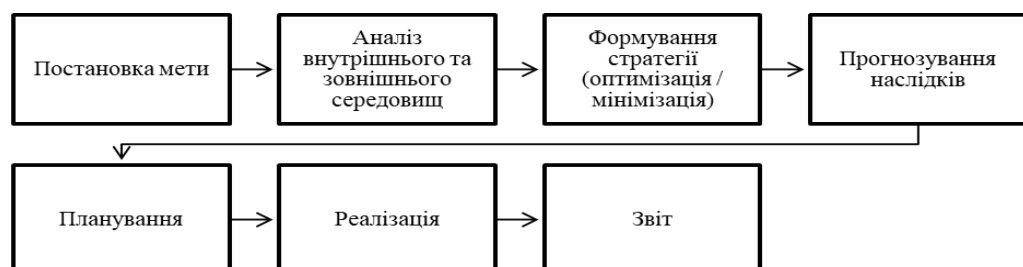 Постановка мети
Аналіз
внутрішнього та
зовнішнього
середовищ
Формування
стратегії
(оптимізація /
мінімізація)
Прогнозування
наслідків
Планування
Реалізація
Звіт